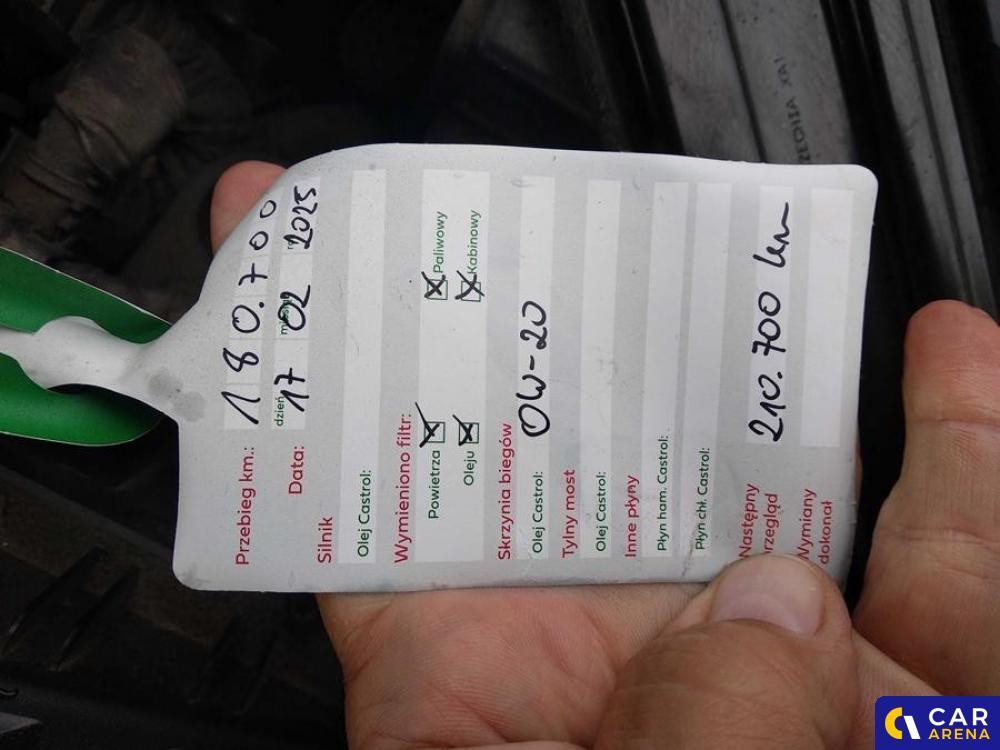 Przebieg km.: 180.700
Data: dzień 17 02 2025
Silnik
Olej Castrol:
Wymieniono filtr:
Powietrza ☒ ☒ Paliwowy
Oleju ☒ ☒ Kabinowy
Skrzynia biegów
Olej Castrol: 0W-20
Tylny most
Olej Castrol:
Inne płyny
Płyn ham. Castrol:
Płyn chł. Castrol:
Następny
przegląd 210.700 km
Wymiany
dokonał
CAR
ARENA